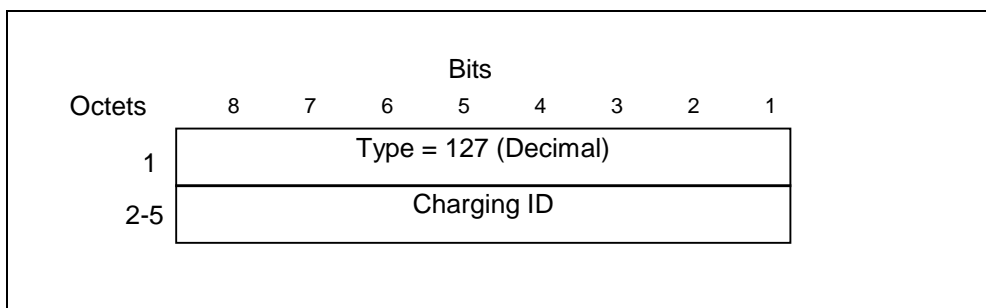 Bits
Octets 8 7 6 5 4 3 2 1
1 Type = 127 (Decimal)
2-5 Charging ID